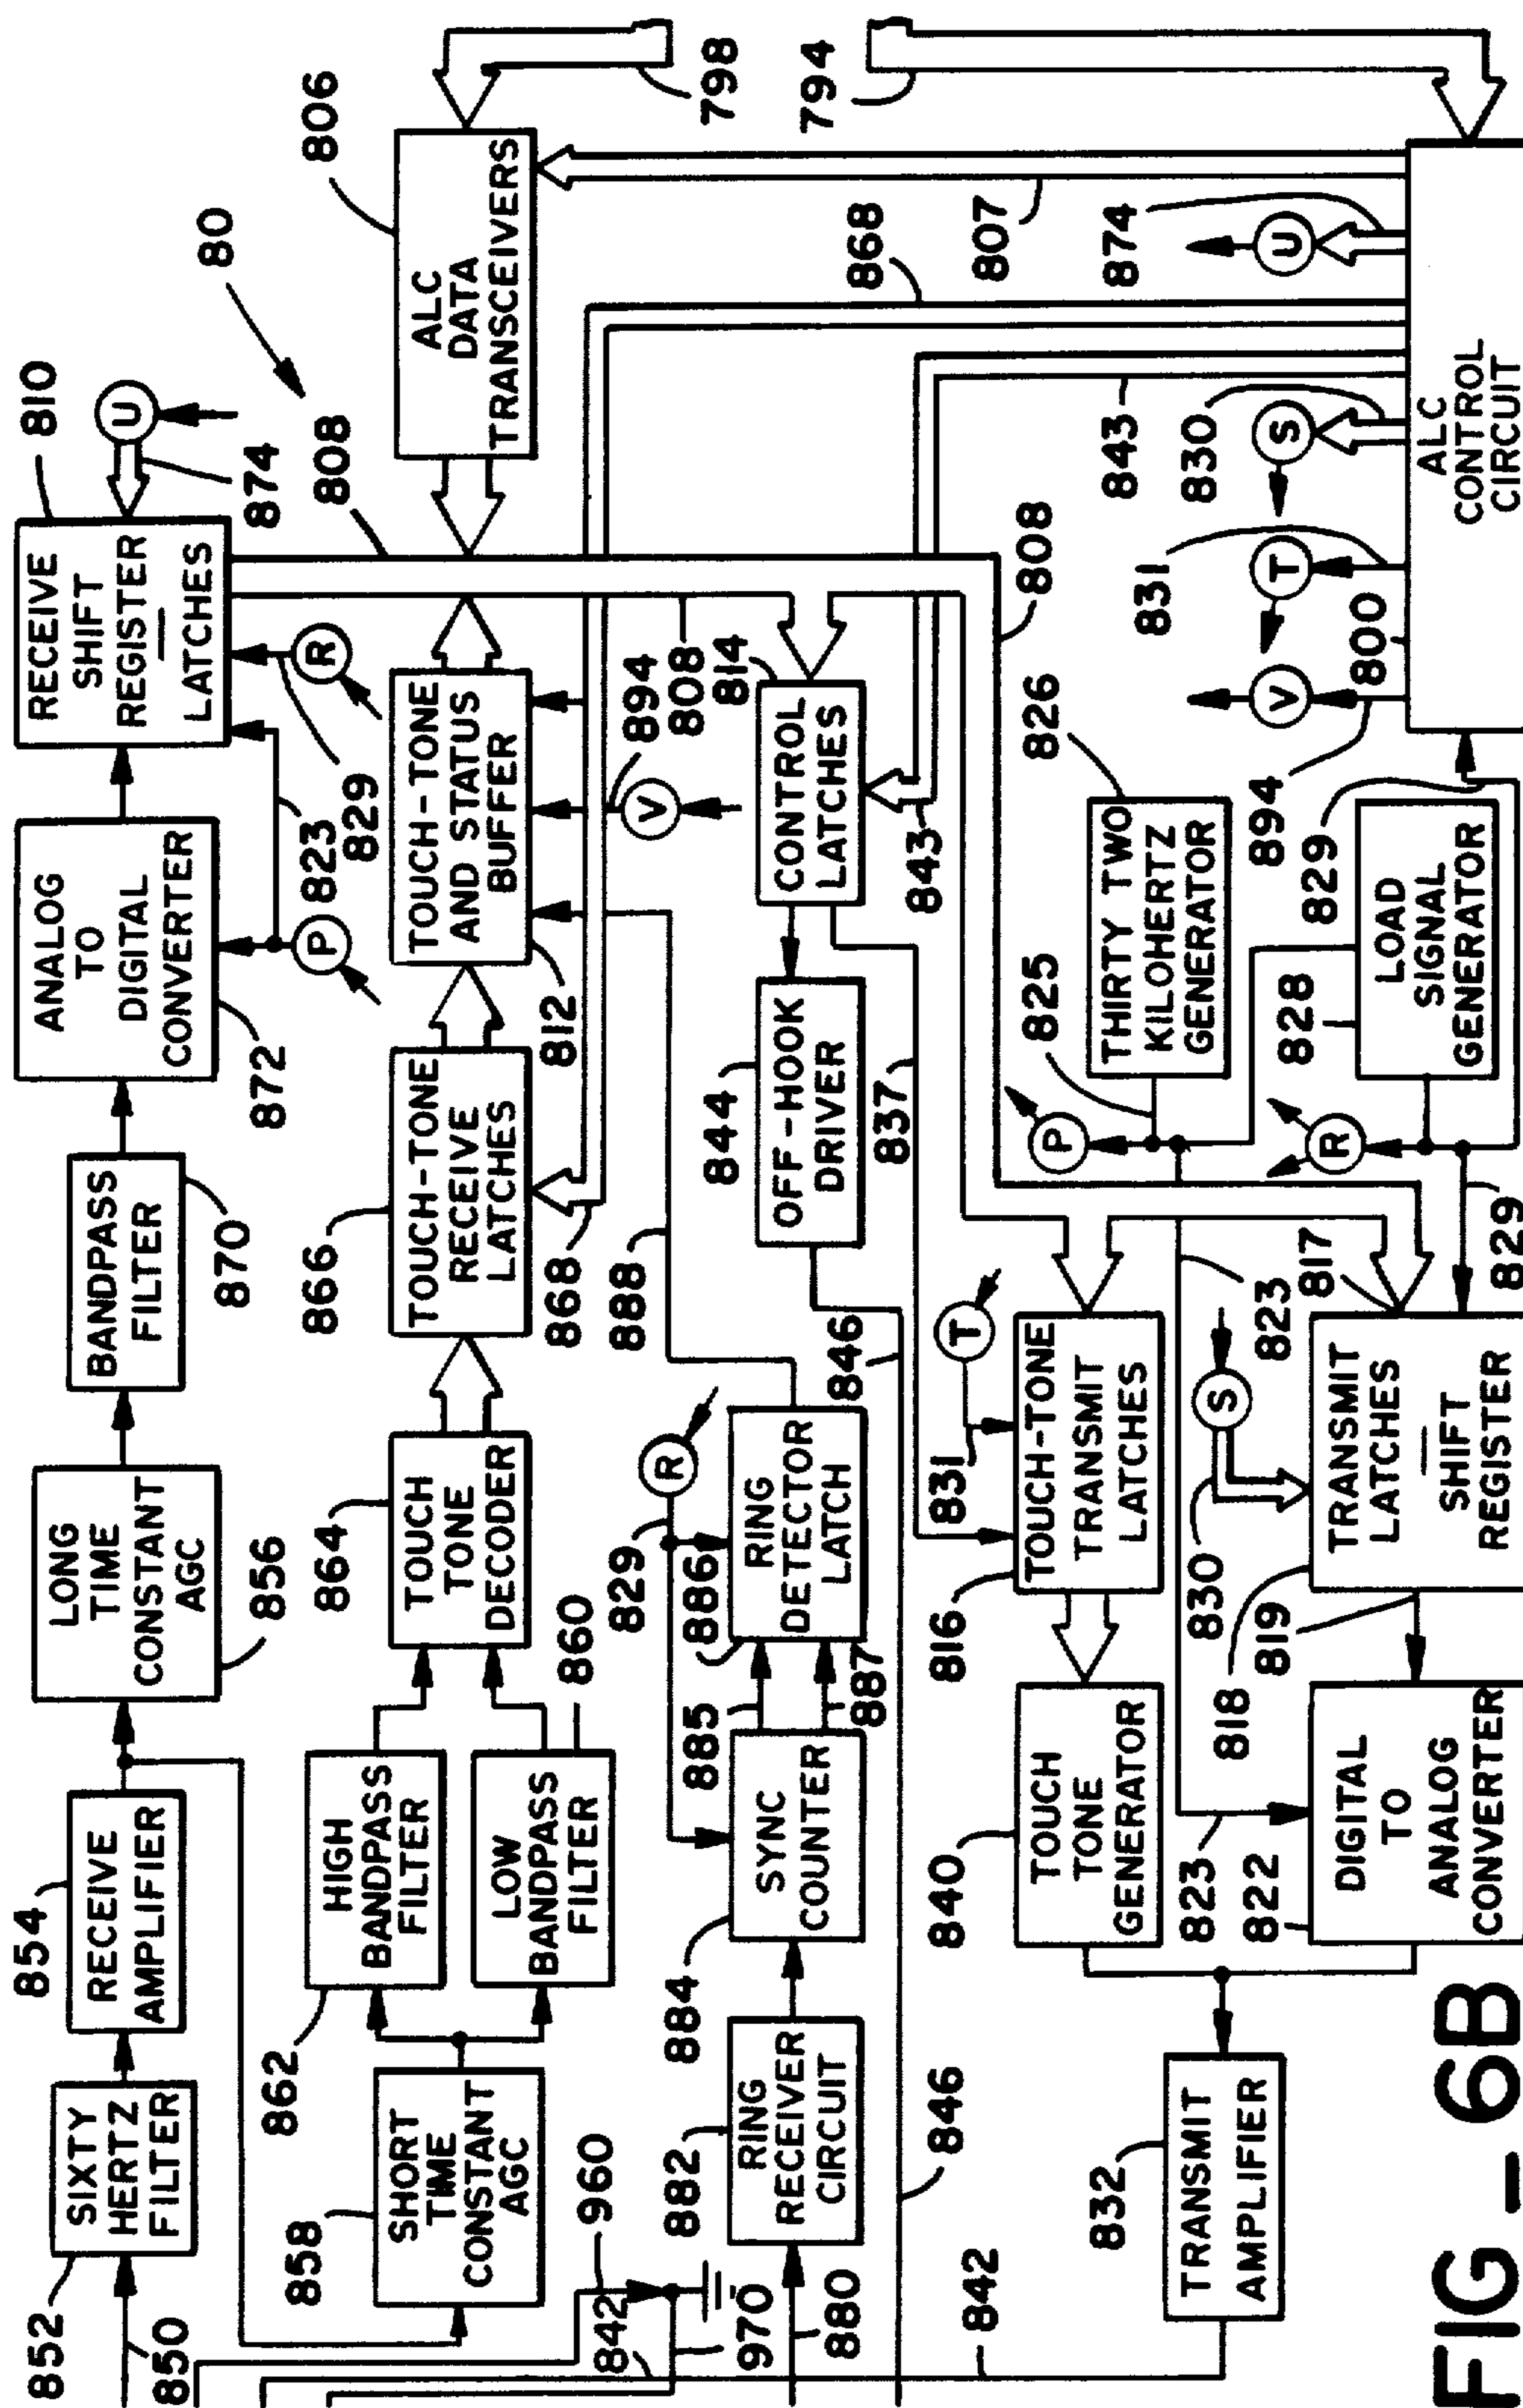 852
SIXTY
HERTZ
FILTER
850
854
RECEIVE
AMPLIFIER
LONG
TIME
CONSTANT
AGC
856
BANDPASS
FILTER
870
ANALOG
TO
DIGITAL
CONVERTER
872
P
823
829
R
RECEIVE
SHIFT
REGISTER
LATCHES
810
U
874
80
808
806
ALC
DATA
TRANSCEIVERS
798
794
858
SHORT
TIME
CONSTANT
AGC
862
HIGH
BANDPASS
FILTER
LOW
BANDPASS
FILTER
860
864
TOUCH
TONE
DECODER
866
TOUCH-TONE
RECEIVE
LATCHES
868
TOUCH-TONE
AND STATUS
BUFFER
812
888
V
894
808
814
960
842
970
880
882
RING
RECEIVER
CIRCUIT
884
SYNC
COUNTER
885
887
829
R
886
RING
DETECTOR
LATCH
846
846
844
OFF-HOOK
DRIVER
837
CONTROL
LATCHES
843
808
843
868
807
874
U
830
S
831
T
800
V
894
ALC
CONTROL
CIRCUIT
832
TRANSMIT
AMPLIFIER
842
840
TOUCH
TONE
GENERATOR
816
TOUCH-TONE
TRANSMIT
LATCHES
831
T
825
P
THIRTY TWO
KILOHERTZ
GENERATOR
826
828
LOAD
SIGNAL
GENERATOR
829
R
829
823
817
S
830
818
TRANSMIT
LATCHES
SHIFT
REGISTER
819
823
822
DIGITAL
TO
ANALOG
CONVERTER
FIG - 6B